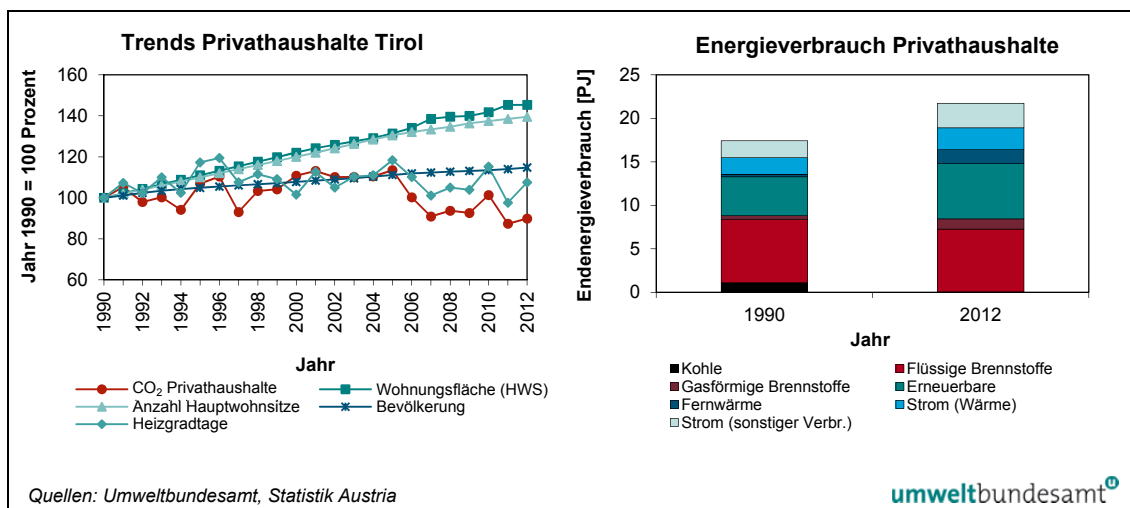 Trends Privathaushalte Tirol
Jahr 1990 = 100 Prozent
160
140
120
100
80
60
1990
1992
1994
1996
1998
2000
2002
2004
2006
2008
2010
2012
Jahr
CO₂ Privathaushalte
Wohnungsfläche (HWS)
Anzahl Hauptwohnsitze
Bevölkerung
Heizgradtage
Energieverbrauch Privathaushalte
Endenergieverbrauch [PJ]
25
20
15
10
5
0
1990
2012
Jahr
Kohle
Flüssige Brennstoffe
Gasförmige Brennstoffe
Erneuerbare
Fernwärme
Strom (Wärme)
Strom (sonstiger Verbr.)
Quellen: Umweltbundesamt, Statistik Austria
umweltbundesamt u